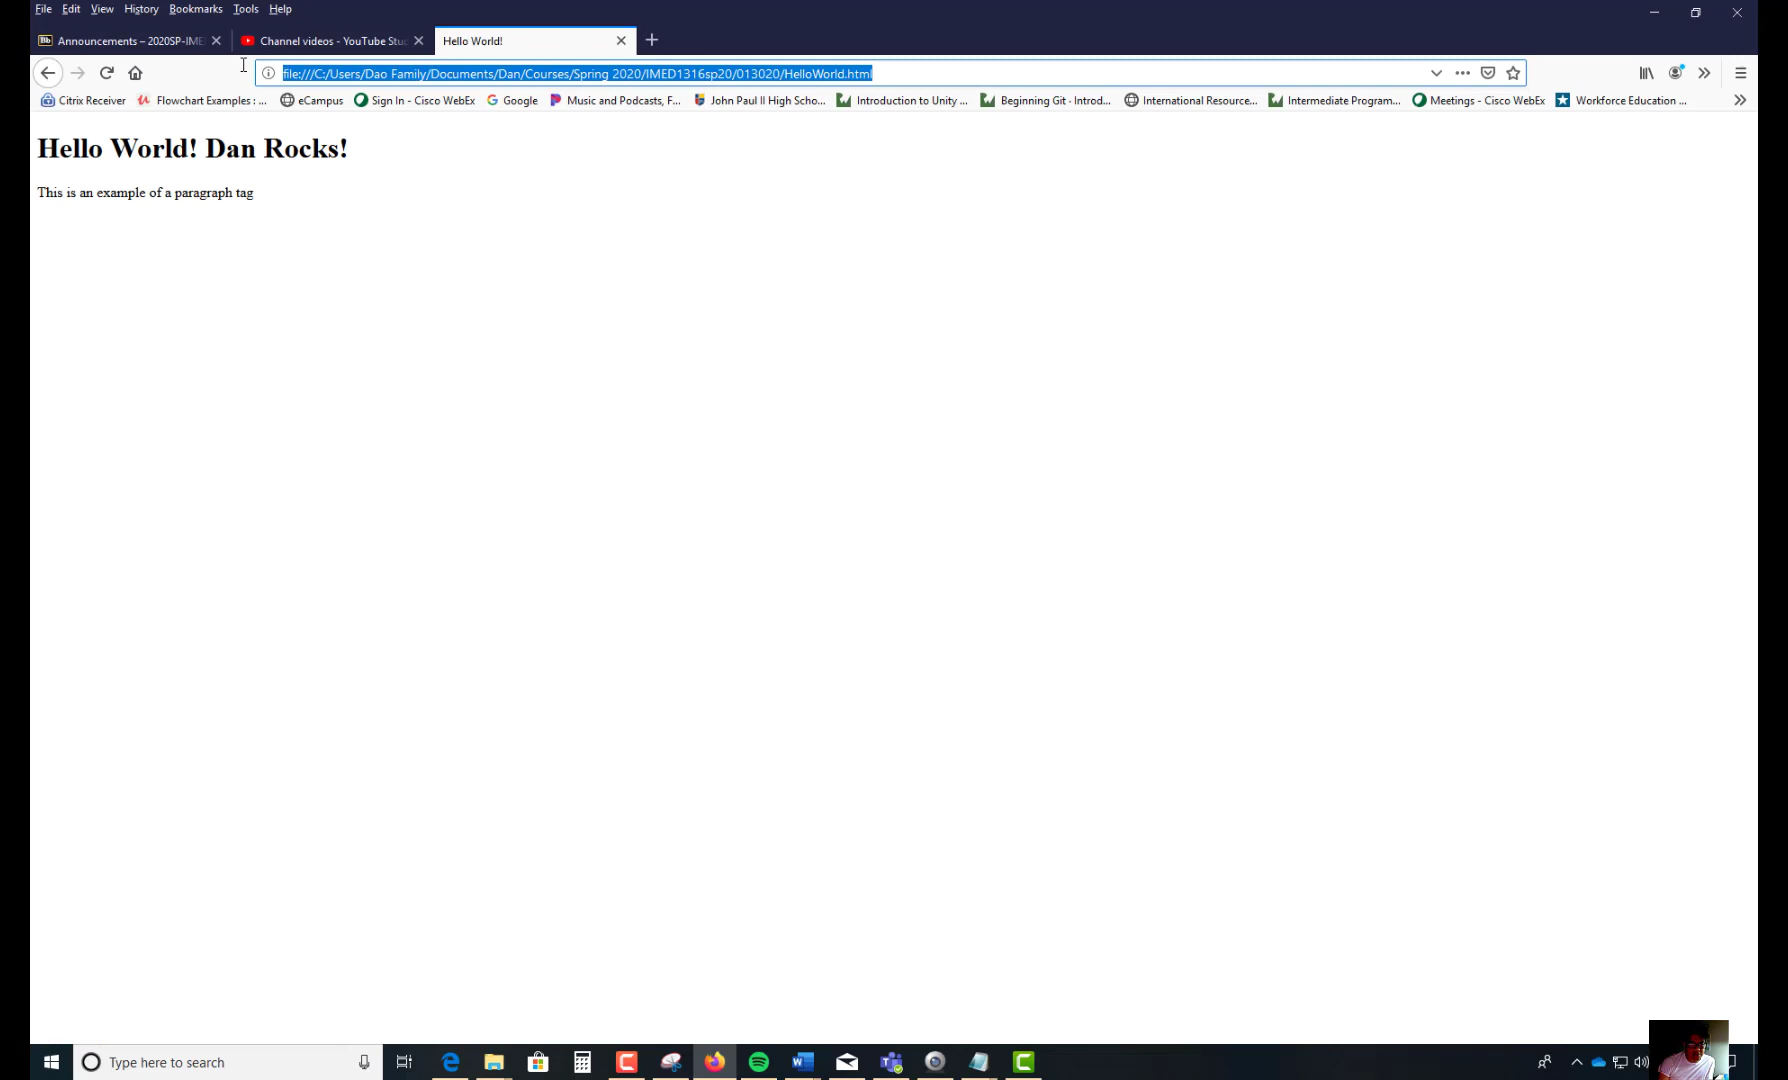 File Edit View History Bookmarks Tools Help
Announcements – 2020SP-IME Channel videos - YouTube Stu Hello World!
file:///C:/Users/Dao Family/Documents/Dan/Courses/Spring 2020/IMED1316sp20/013020/HelloWorld.html
Citrix Receiver Flowchart Examples : ... eCampus Sign In - Cisco WebEx Google Music and Podcasts, F... John Paul II High Scho... Introduction to Unity ... Beginning Git - Introd... International Resource... Intermediate Program... Meetings - Cisco WebEx Workforce Education ...
Hello World! Dan Rocks!
This is an example of a paragraph tag
Type here to search